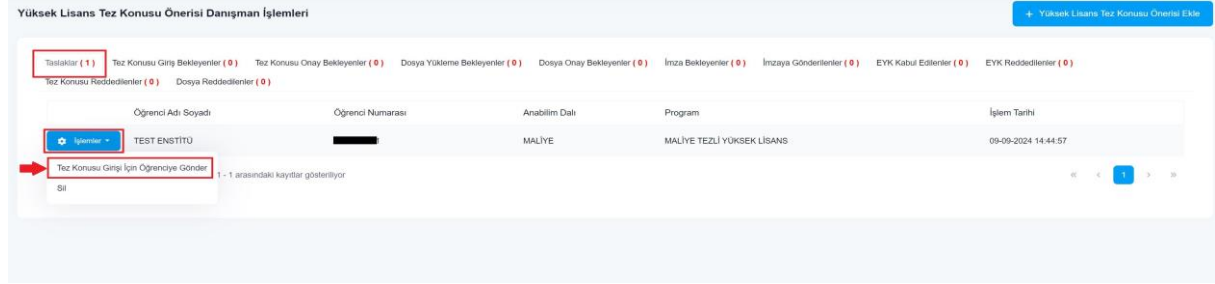 Yüksek Lisans Tez Konusu Önerisi Danışman İşlemleri
+ Yüksek Lisans Tez Konusu Önerisi Ekle
Taslaklar ( 1 ) Tez Konusu Giriş Bekleyenler ( 0 ) Tez Konusu Onay Bekleyenler ( 0 ) Dosya Yükleme Bekleyenler ( 0 ) Dosya Onay Bekleyenler ( 0 ) İmza Bekleyenler ( 0 ) İmzaya Gönderilenler ( 0 ) EYK Kabul Edilenler ( 0 ) EYK Reddedilenler ( 0 )
Tez Konusu Reddedilenler ( 0 ) Dosya Reddedilenler ( 0 )
Öğrenci Adı Soyadı Öğrenci Numarası Anabilim Dalı Program İşlem Tarihi
İşlemler TEST ENSTİTÜ MALİYE MALİYE TEZLİ YÜKSEK LİSANS 09-09-2024 14:44:57
Tez Konusu Girişi İçin Öğrenciye Gönder
1 - 1 arasındaki kayıtlar gösteriliyor « < 1 > »
Sil